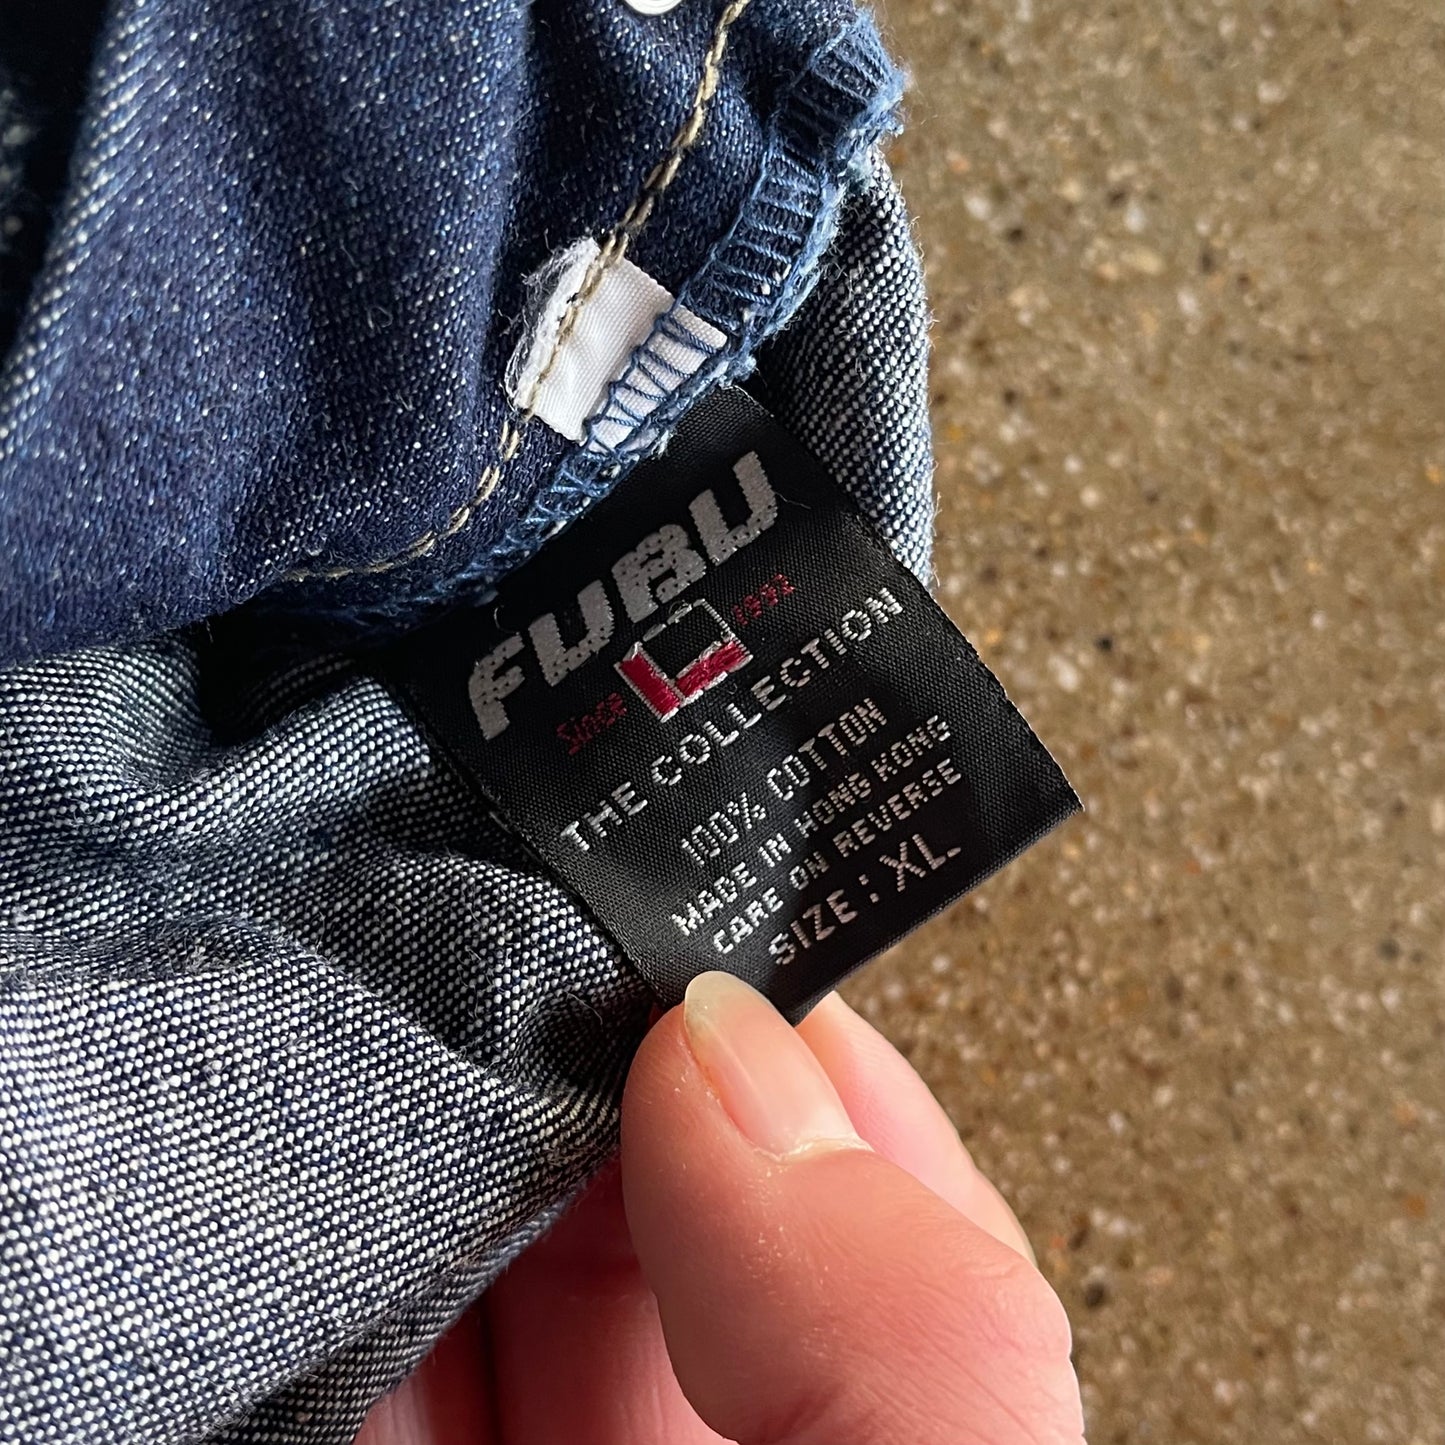 FUBU
Since 1992
THE COLLECTION
100% COTTON
MADE IN HONG KONG
CARE ON REVERSE
SIZE: XL